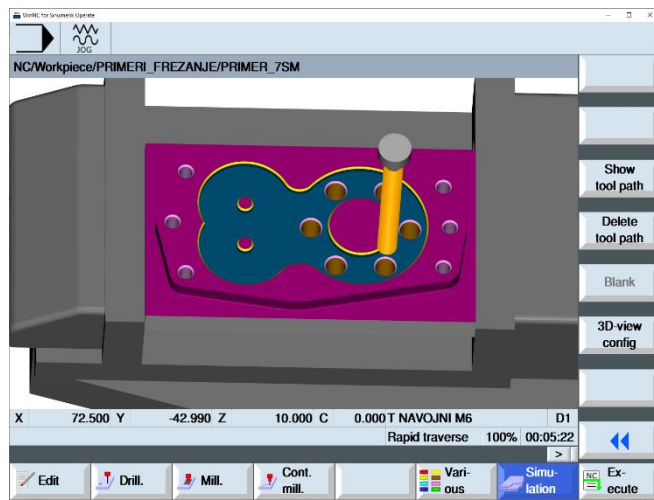 WinNC for Sinumerik Operate
JOG
NC/Workpiece/PRIMERI_FREZANJE/PRIMER_7SM
Show
tool path
Delete
tool path
Blank
3D-view
config
X 72.500 Y -42.990 Z 10.000 C 0.000 T NAVOJNI M6 D1
Rapid traverse 100% 00:05:22
>
Edit
Drill.
Mill.
Cont.
mill.
Vari-
ous
Simu-
lation
NC
Ex-
ecute